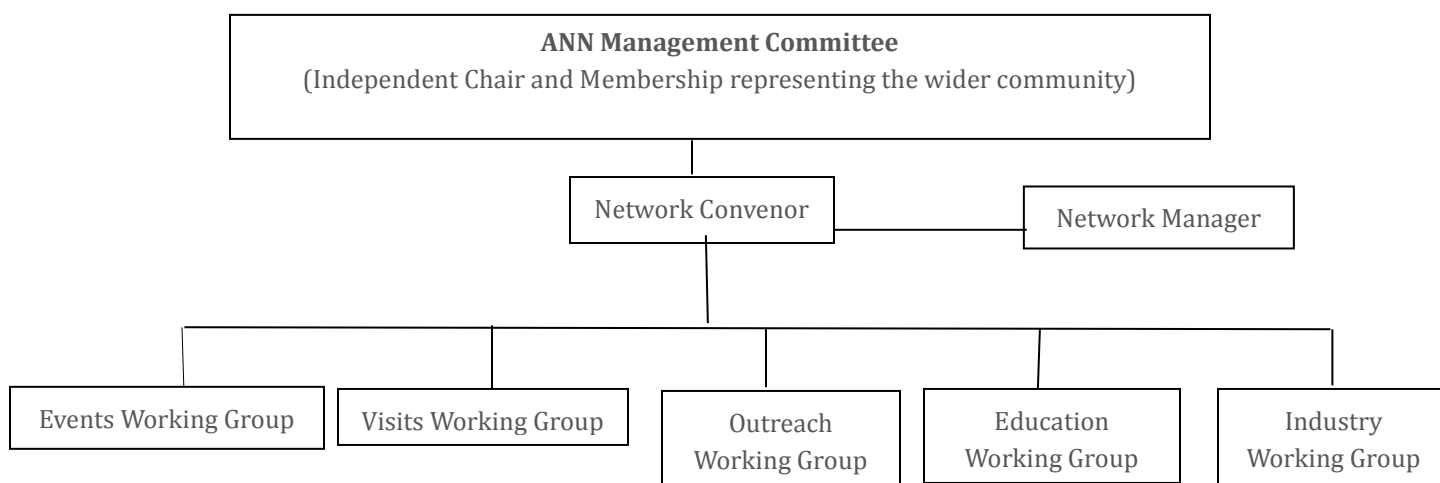 ANN Management Committee
(Independent Chair and Membership representing the wider community)
Network Convenor
Network Manager
Events Working Group
Visits Working Group
Outreach
Working Group
Education
Working Group
Industry
Working Group